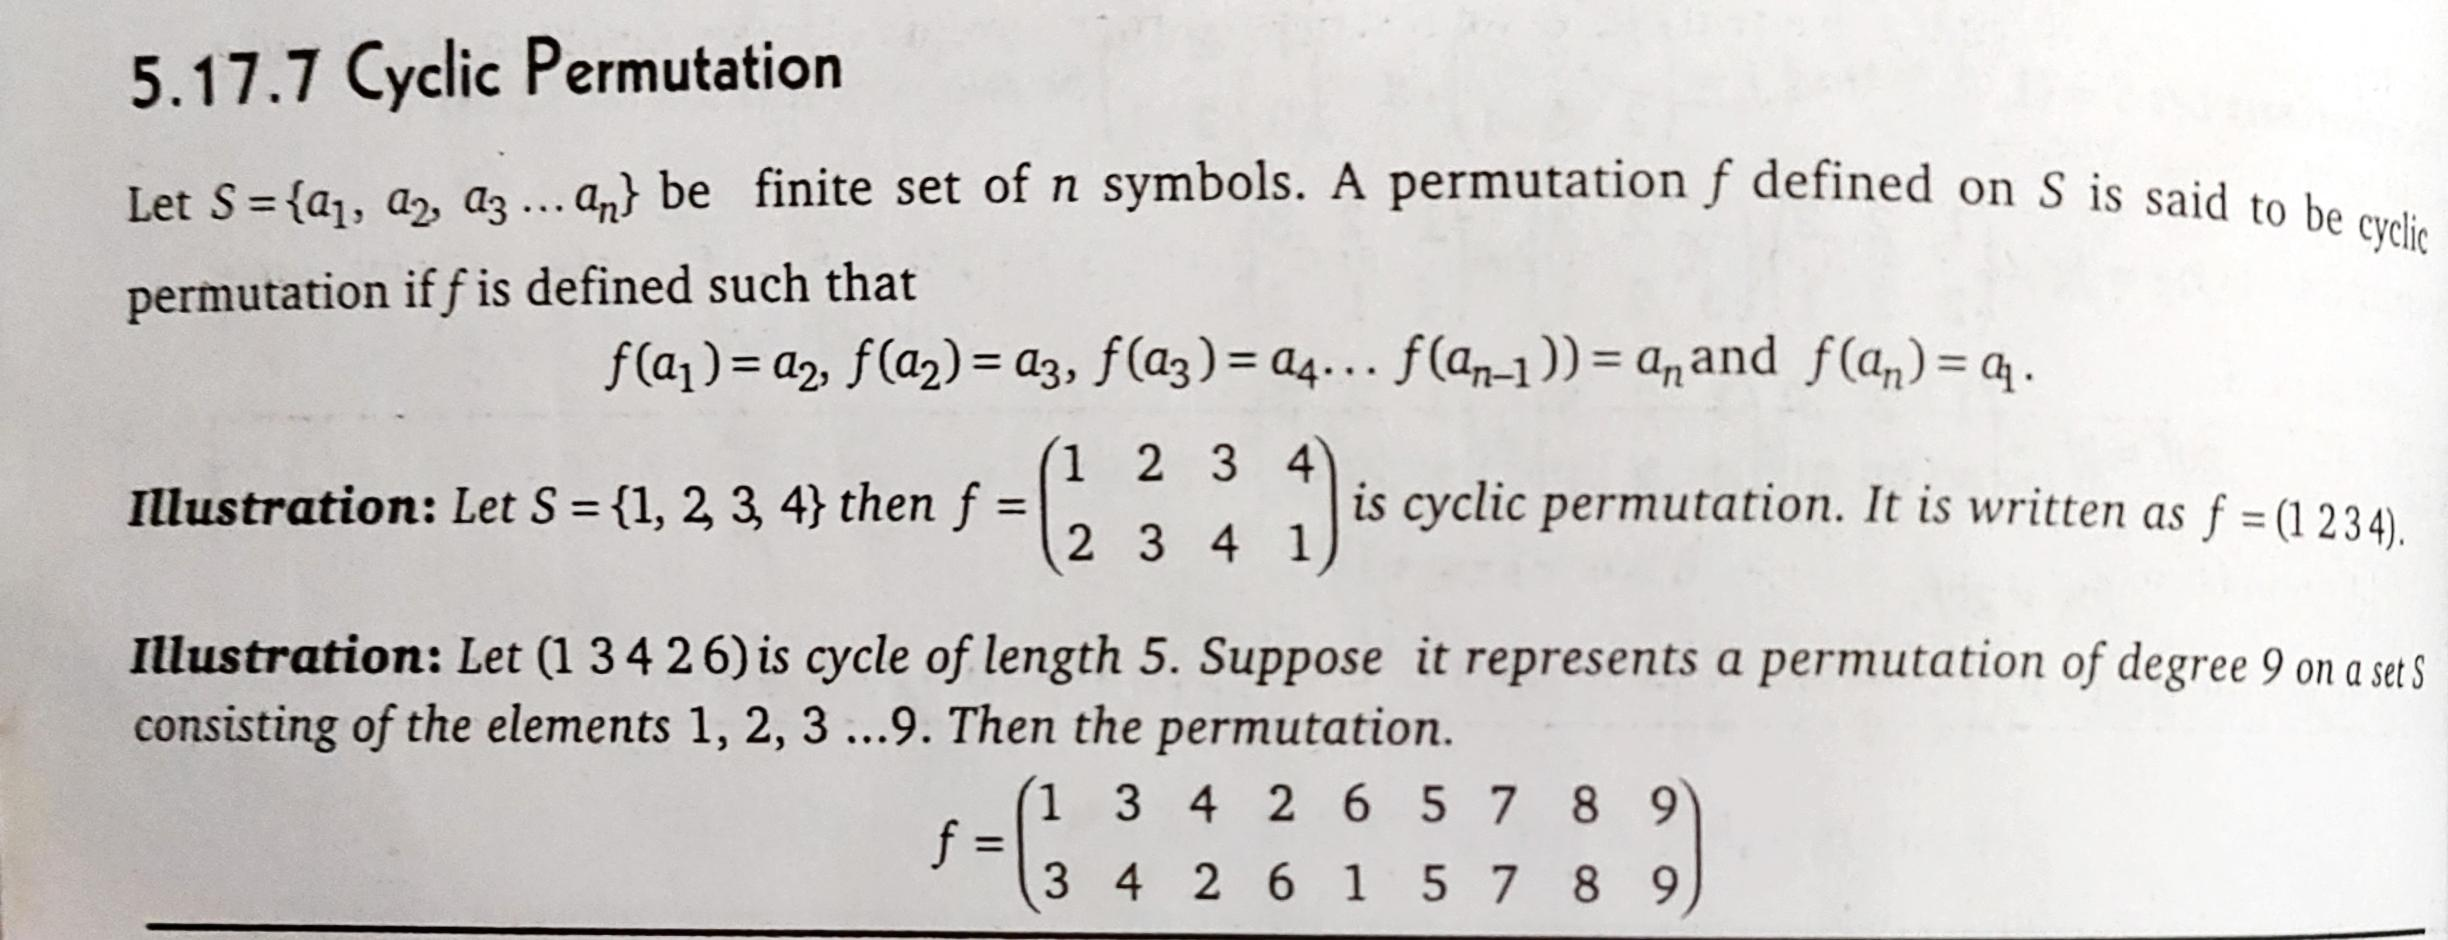 5.17.7 Cyclic Permutation
Let S = {a₁, a₂, a₃ ... aₙ} be finite set of n symbols. A permutation f defined on S is said to be cyclic
permutation if f is defined such that
f(a₁) = a₂, f(a₂) = a₃, f(a₃) = a₄... f(aₙ₋₁)) = aₙ and f(aₙ) = a₁.
Illustration: Let S = {1, 2, 3, 4} then f = (1 2 3 4 / 2 3 4 1) is cyclic permutation. It is written as f = (1 2 3 4).
Illustration: Let (1 3 4 2 6) is cycle of length 5. Suppose it represents a permutation of degree 9 on a set S
consisting of the elements 1, 2, 3 ...9. Then the permutation.
f = (1 3 4 2 6 5 7 8 9 / 3 4 2 6 1 5 7 8 9)